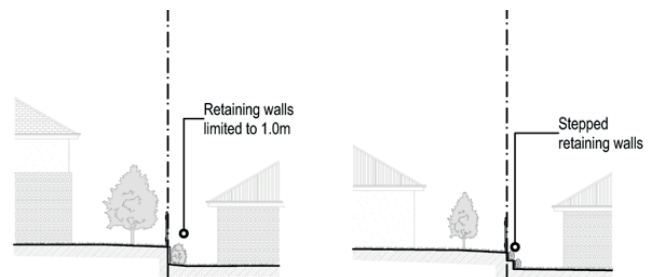 Retaining walls
limited to 1.0m
Stepped
retaining walls